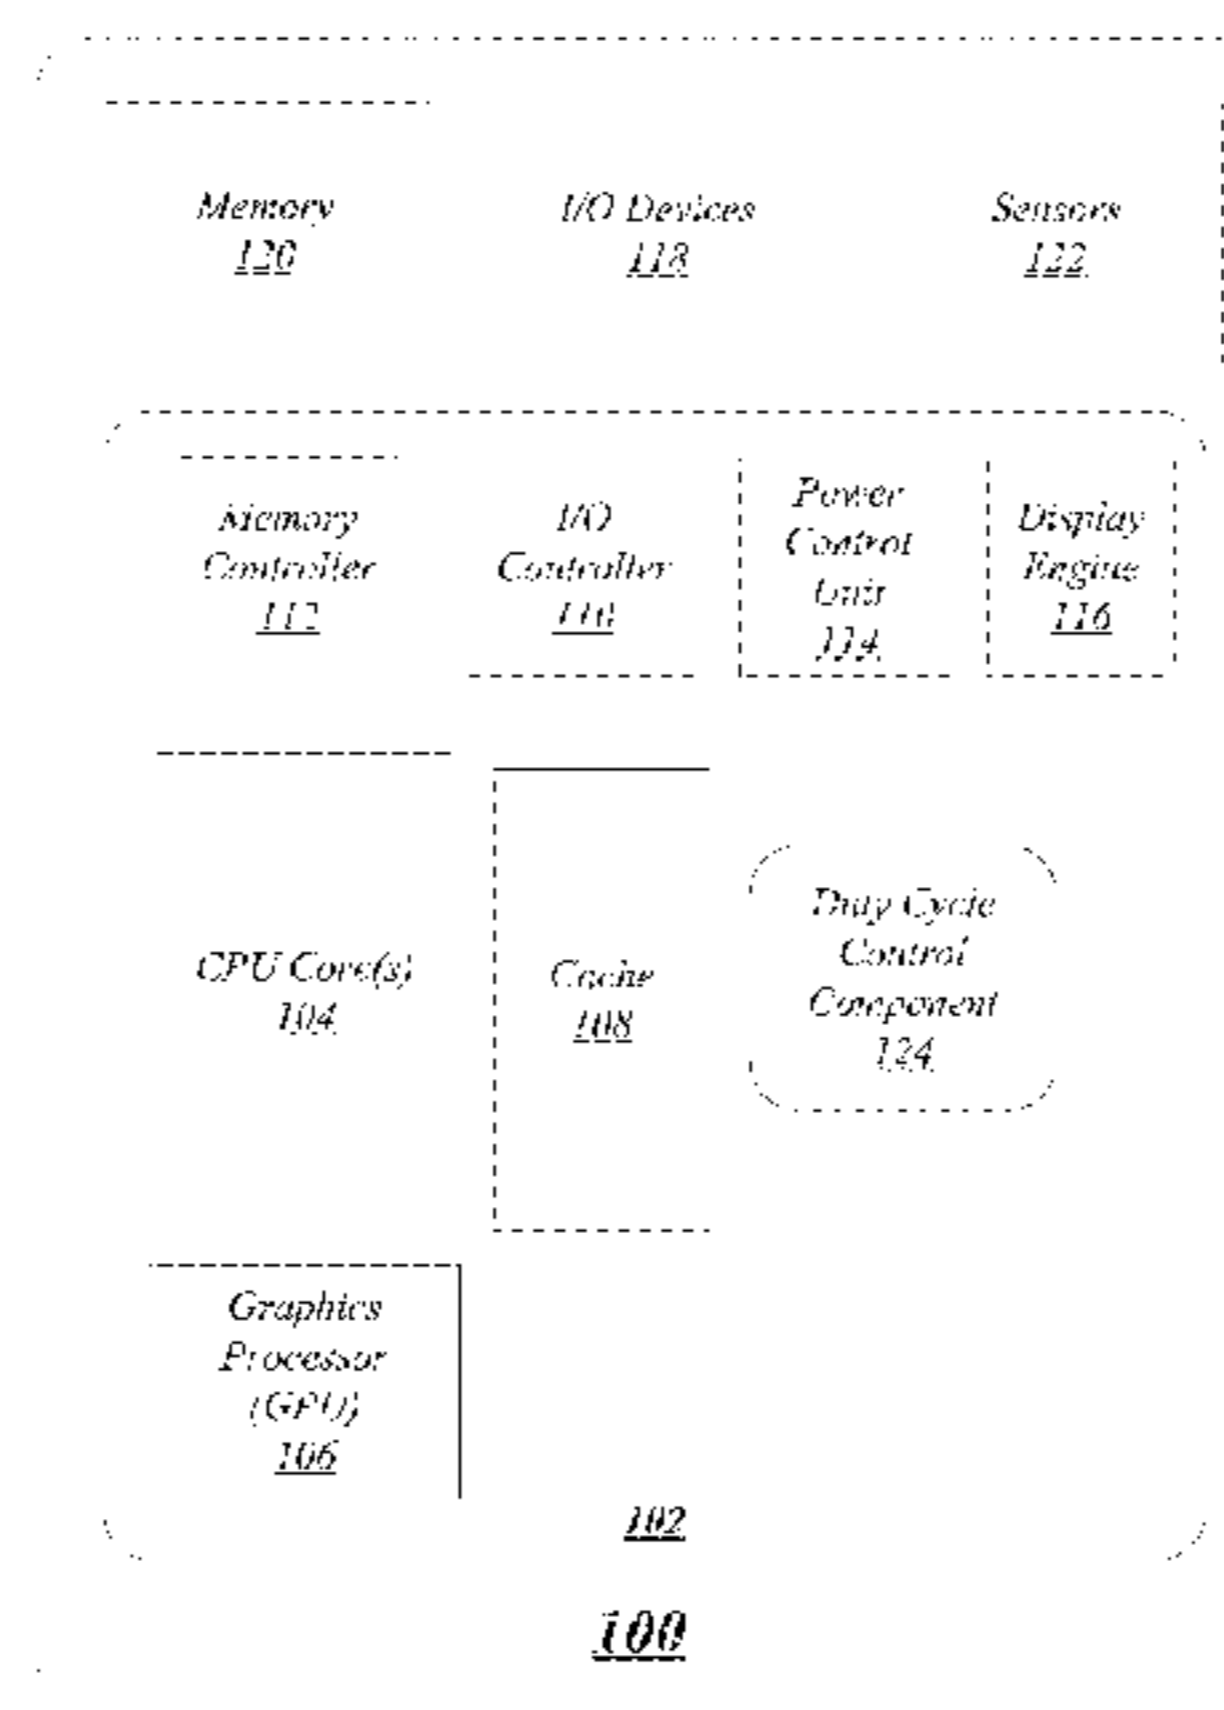 Memory
120
I/O Devices
118
Sensors
122
Memory
Controller
112
I/O
Controller
110
Power
Control
Unit
114
Display
Engine
116
CPU Core(s)
104
Cache
108
Duty Cycle
Control
Component
124
Graphics
Processor
(GPU)
106
102
100